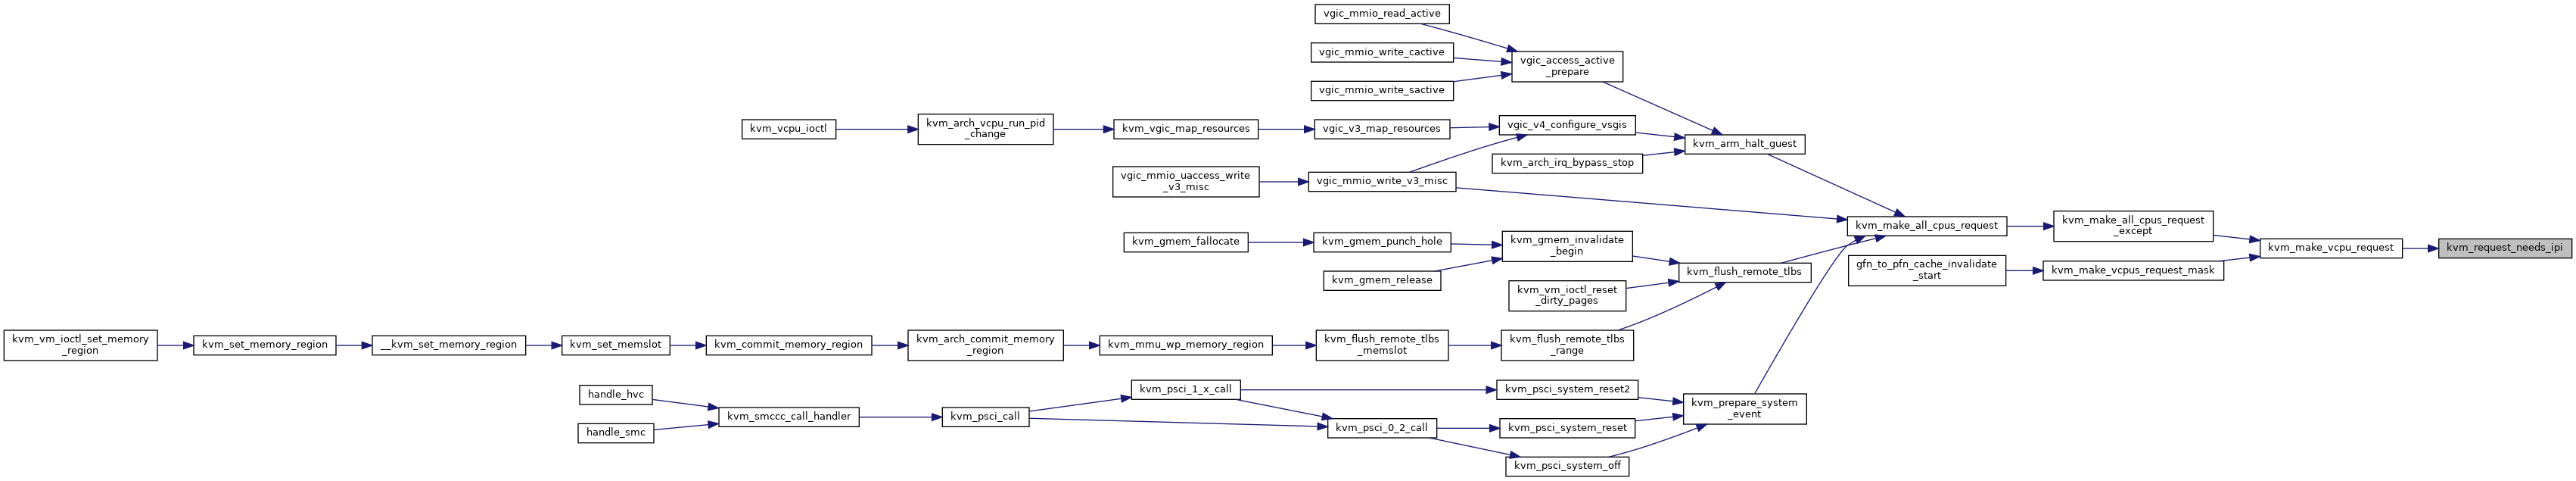 vgic_mmio_read_active
vgic_mmio_write_cactive
vgic_access_active
_prepare
vgic_mmio_write_sactive
kvm_vcpu_ioctl
kvm_arch_vcpu_run_pid
_change
kvm_vgic_map_resources
vgic_v3_map_resources
vgic_v4_configure_vsgis
kvm_arm_halt_guest
kvm_arch_irq_bypass_stop
vgic_mmio_uaccess_write
_v3_misc
vgic_mmio_write_v3_misc
kvm_make_all_cpus_request
kvm_make_all_cpus_request
_except
kvm_make_vcpu_request
kvm_request_needs_ipi
kvm_gmem_fallocate
kvm_gmem_punch_hole
kvm_gmem_invalidate
_begin
kvm_flush_remote_tlbs
gfn_to_pfn_cache_invalidate
_start
kvm_make_vcpus_request_mask
kvm_gmem_release
kvm_vm_ioctl_reset
_dirty_pages
kvm_vm_ioctl_set_memory
_region
kvm_set_memory_region
__kvm_set_memory_region
kvm_set_memslot
kvm_commit_memory_region
kvm_arch_commit_memory
_region
kvm_mmu_wp_memory_region
kvm_flush_remote_tlbs
_memslot
kvm_flush_remote_tlbs
_range
handle_hvc
kvm_psci_1_x_call
kvm_psci_system_reset2
kvm_prepare_system
_event
kvm_smccc_call_handler
kvm_psci_call
kvm_psci_0_2_call
kvm_psci_system_reset
handle_smc
kvm_psci_system_off